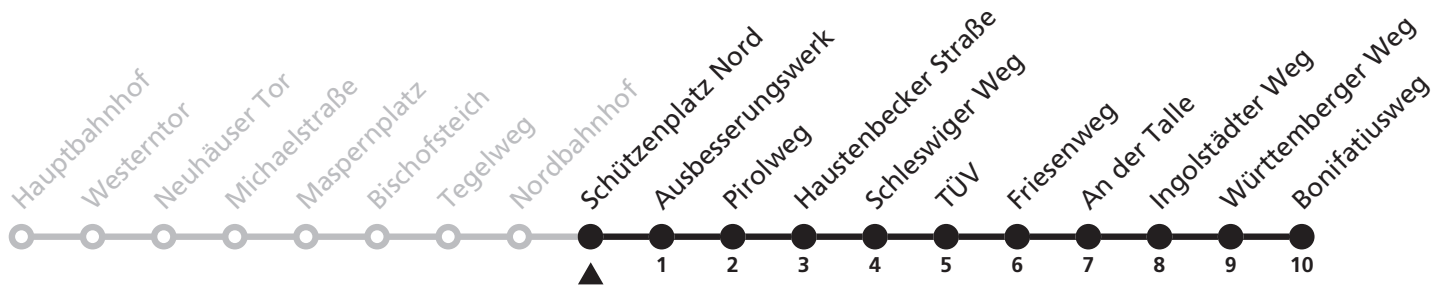 Hauptbahnhof
Westerntor
Neuhäuser Tor
Michaelstraße
Maspernplatz
Bischofsteich
Tegelweg
Nordbahnhof
Schützenplatz Nord
Ausbesserungswerk
Pirolweg
Haustenbecker Straße
Schleswiger Weg
TÜV
Friesenweg
An der Talle
Ingolstädter Weg
Württemberger Weg
Bonifatiusweg
1 2 3 4 5 6 7 8 9 10